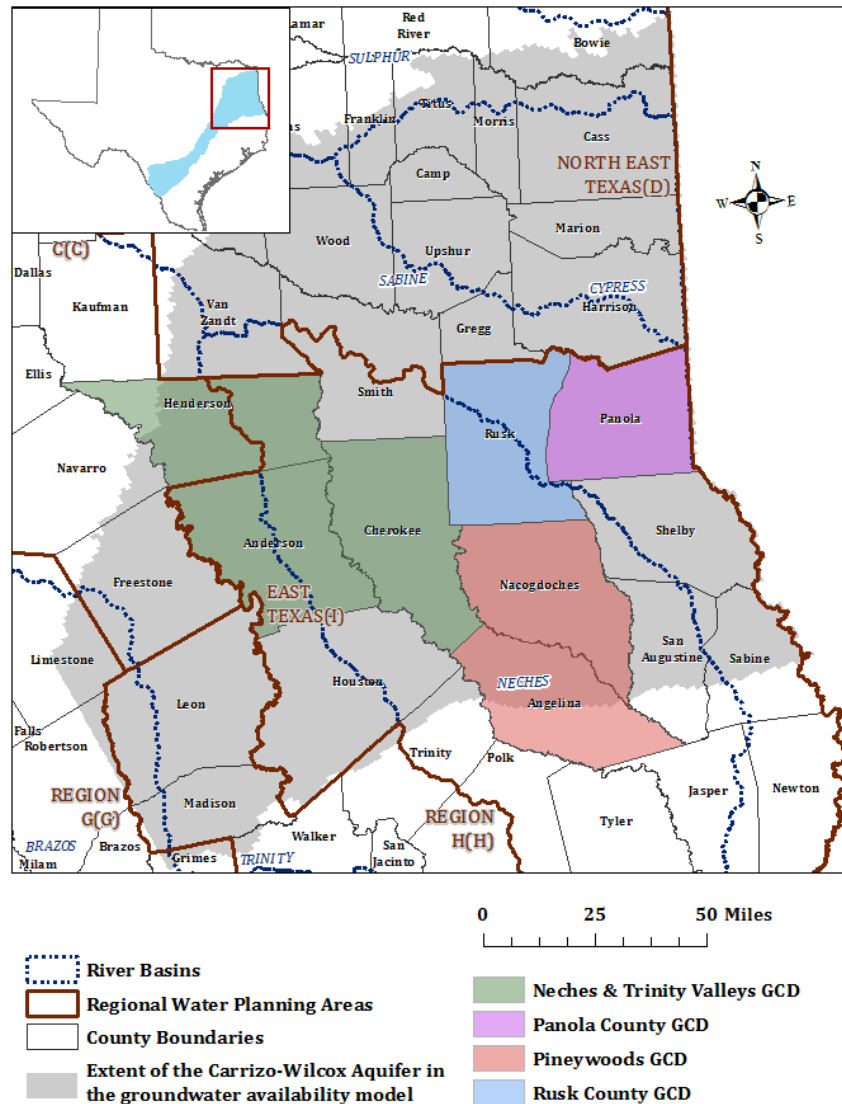 amar
Red
River
Bowie
SULPHUR
Titus
Franklin
Morris
Cass
as
Camp
NORTH EAST
TEXAS(D)
N
W
E
S
Wood
Marion
Upshur
C(C)
Dallas
SABINE
CYPRESS
Kaufman
Harrison
Van
Zandt
Gregg
Ellis
Smith
Henderson
Panola
Rusk
Navarro
Shelby
Cherokee
Anderson
Freestone
Nacogdoches
EAST
TEXAS(I)
San
Augustine
Limestone
Sabine
Houston
NECHES
Leon
Angelina
Falls
Robertson
Trinity
Polk
Jasper
Newton
REGION
G(G)
Madison
REGION
H(H)
Tyler
Walker
BRAZOS
Brazos
San
Jacinto
Milam
Grimes
TRINITY
0 25 50 Miles
River Basins
Regional Water Planning Areas
County Boundaries
Extent of the Carrizo-Wilcox Aquifer in
the groundwater availability model
Neches & Trinity Valleys GCD
Panola County GCD
Pineywoods GCD
Rusk County GCD